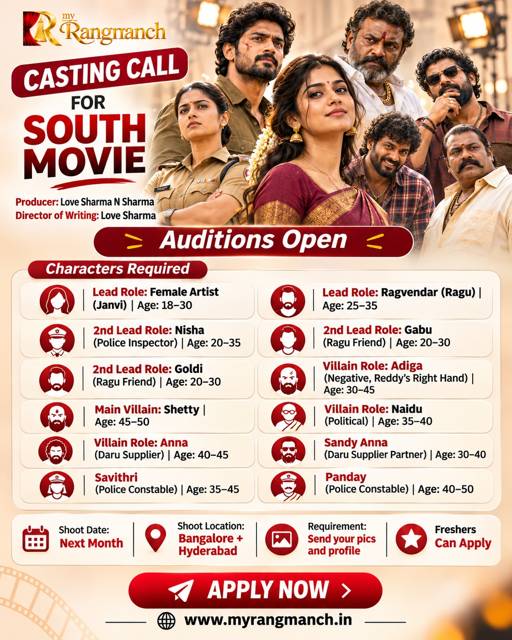 my
Rangmanch
CASTING CALL
FOR
SOUTH
MOVIE
Producer: Love Sharma N Sharma
Director of Writing: Love Sharma
Auditions Open
Characters Required
Lead Role: Female Artist
(Janvi) | Age: 18-30
Lead Role: Ragvendar (Ragu) |
Age: 25-35
2nd Lead Role: Nisha
(Police Inspector) | Age: 20-35
2nd Lead Role: Gabu
(Ragu Friend) | Age: 20-30
2nd Lead Role: Goldi
(Ragu Friend) | Age: 20-30
Villain Role: Adiga
(Negative, Reddy's Right Hand) |
Age: 30-45
Main Villain: Shetty |
Age: 45-50
Villain Role: Naidu
(Political) | Age: 35-40
Villain Role: Anna
(Daru Supplier) | Age: 40-45
Sandy Anna
(Daru Supplier Partner) | Age: 30-40
Savithri
(Police Constable) | Age: 35-45
Panday
(Police Constable) | Age: 40-50
Shoot Date:
Next Month
Shoot Location:
Bangalore +
Hyderabad
Requirement:
Send your pics
and profile
Freshers
Can Apply
APPLY NOW
www.myrangmanch.in